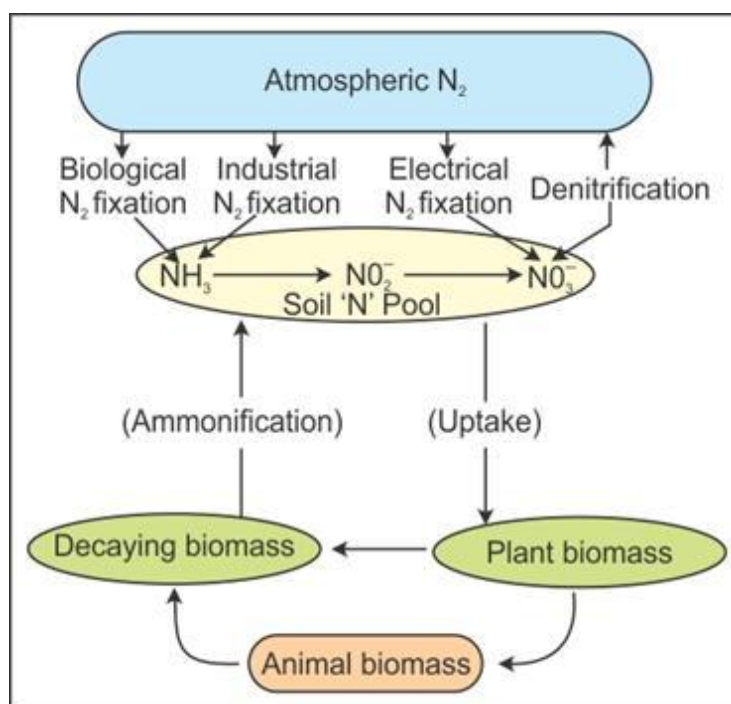 Atmospheric N₂
Biological
N₂ fixation
Industrial
N₂ fixation
Electrical
N₂ fixation
Denitrification
NH₃
N0₂⁻
N0₃⁻
Soil ‘N’ Pool
(Ammonification)
(Uptake)
Decaying biomass
Plant biomass
Animal biomass